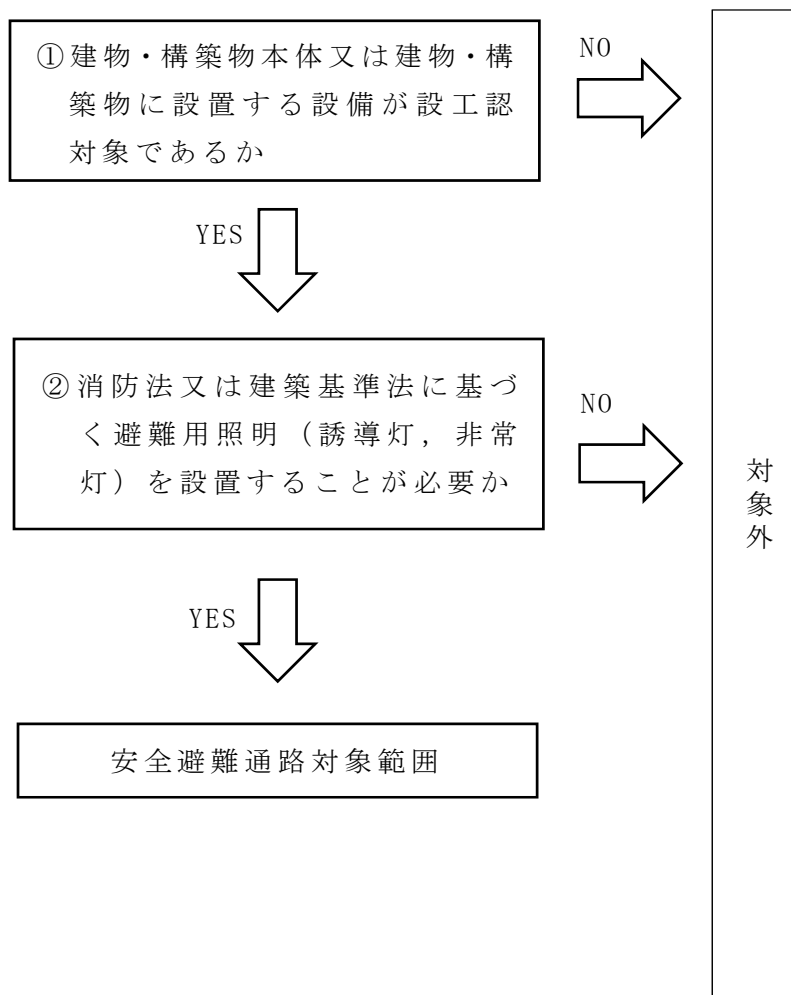 ①建物・構築物本体又は建物・構
築物に設置する設備が設工認
対象であるか
NO
YES
②消防法又は建築基準法に基づ
く避難用照明（誘導灯，非常
灯）を設置することが必要か
NO
YES
安全避難通路対象範囲
対象外